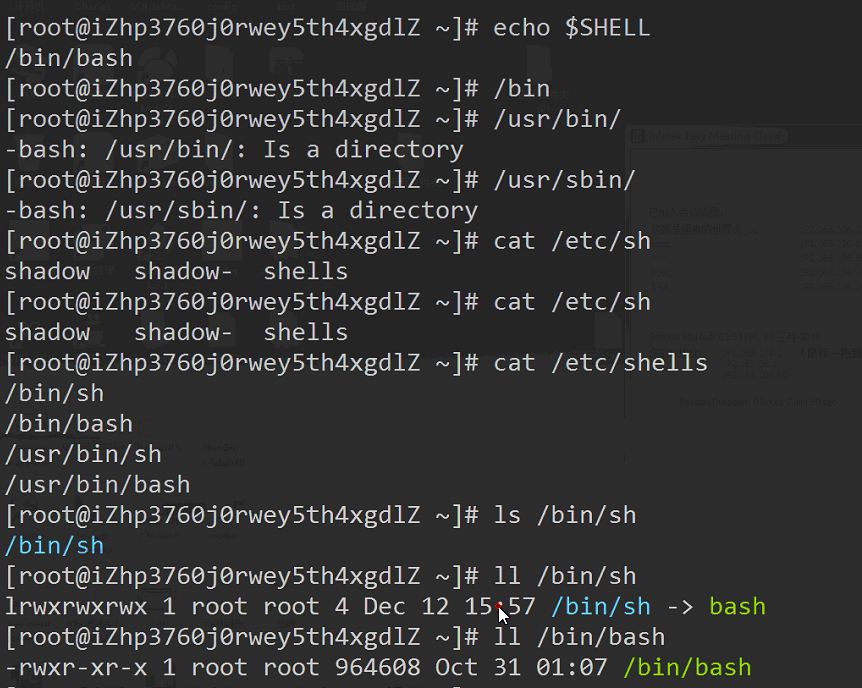 [root@iZhp3760j0rwey5th4xgdlZ ~]# echo $SHELL
/bin/bash
[root@iZhp3760j0rwey5th4xgdlZ ~]# /bin
[root@iZhp3760j0rwey5th4xgdlZ ~]# /usr/bin/
-bash: /usr/bin/: Is a directory
[root@iZhp3760j0rwey5th4xgdlZ ~]# /usr/sbin/
-bash: /usr/sbin/: Is a directory
[root@iZhp3760j0rwey5th4xgdlZ ~]# cat /etc/sh
shadow   shadow-  shells
[root@iZhp3760j0rwey5th4xgdlZ ~]# cat /etc/sh
shadow   shadow-  shells
[root@iZhp3760j0rwey5th4xgdlZ ~]# cat /etc/shells
/bin/sh
/bin/bash
/usr/bin/sh
/usr/bin/bash
[root@iZhp3760j0rwey5th4xgdlZ ~]# ls /bin/sh
/bin/sh
[root@iZhp3760j0rwey5th4xgdlZ ~]# ll /bin/sh
lrwxrwxrwx 1 root root 4 Dec 12 15:57 /bin/sh -> bash
[root@iZhp3760j0rwey5th4xgdlZ ~]# ll /bin/bash
-rwxr-xr-x 1 root root 964608 Oct 31 01:07 /bin/bash